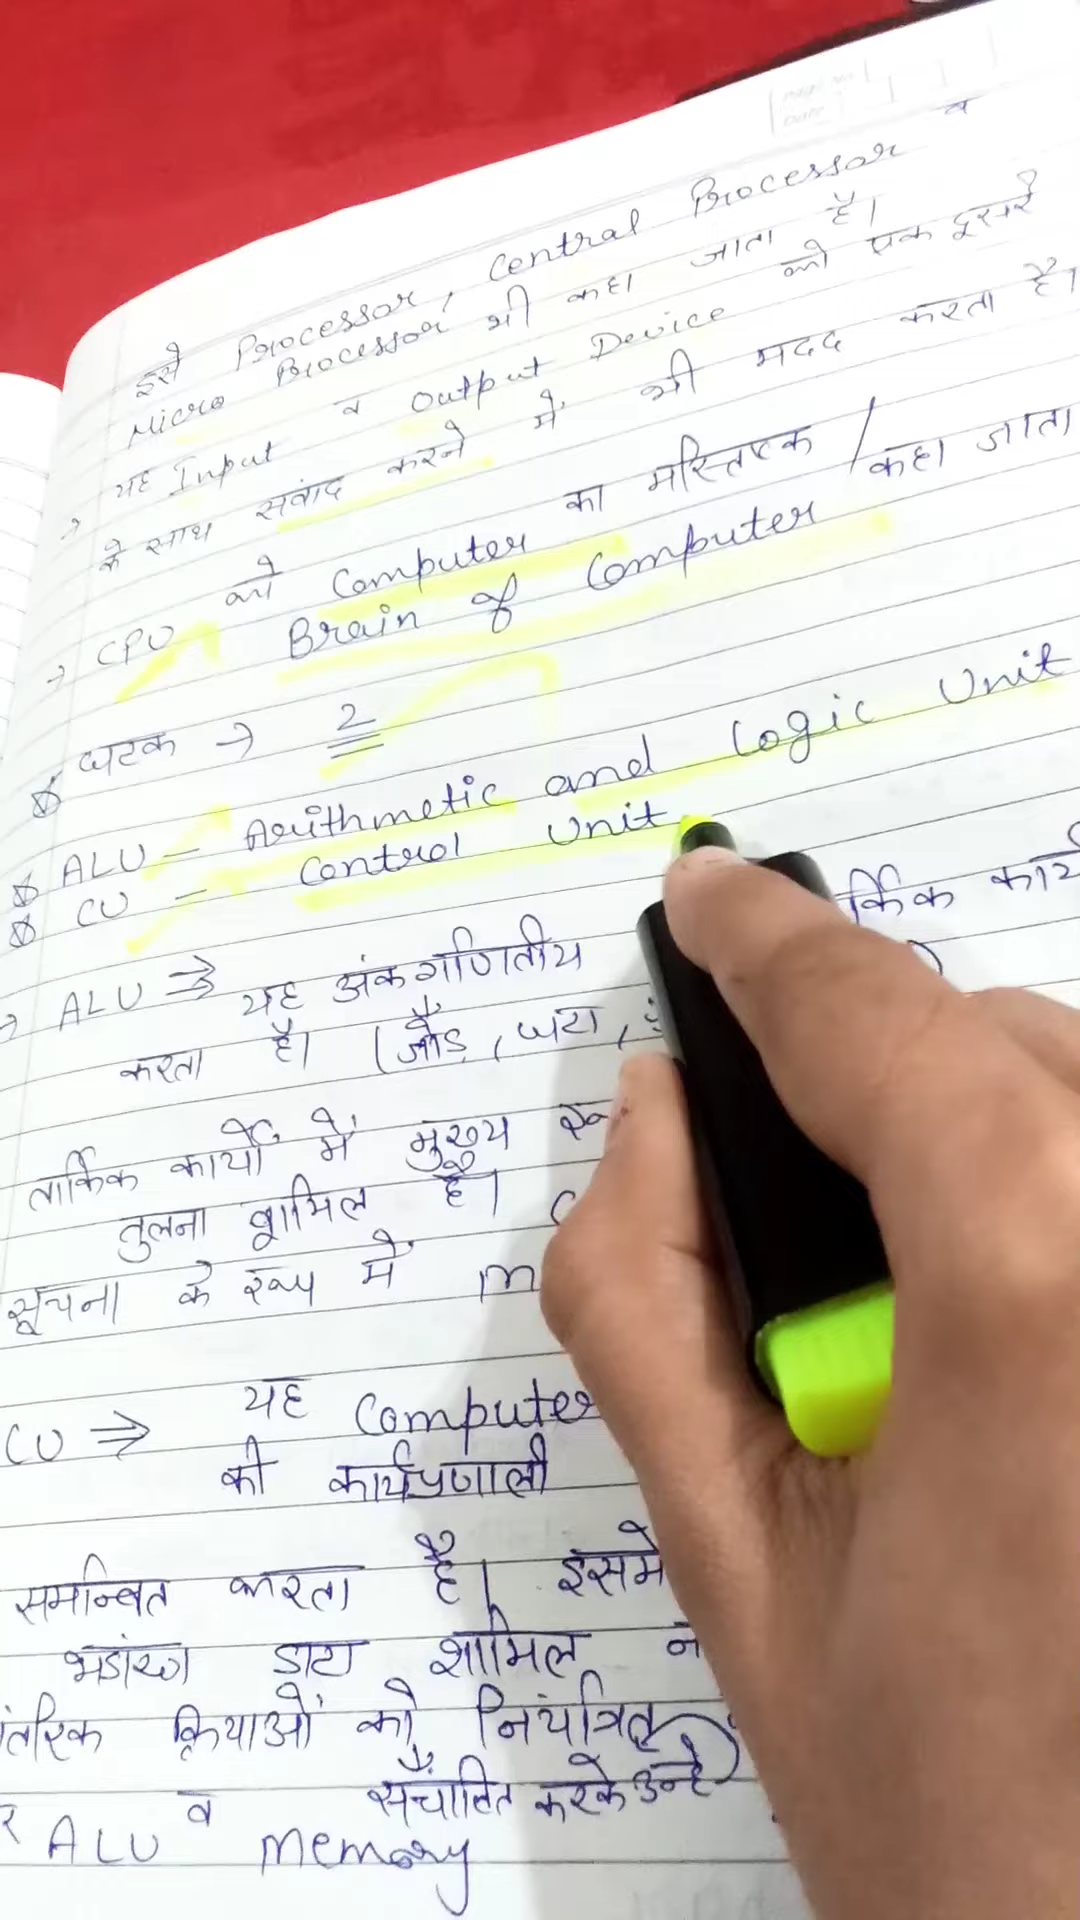 इसे Processor, Central Processor व
Micro Processor भी कहा जाता है।
→ यह Input व Output Device को एक दूसरे
के साथ संवाद करने में भी मदद करता है।
→ CPU को Computer का मस्तिष्क /
Brain of Computer कहा जाता
घटक → 2
ALU – Arithmetic and Logic Unit
CU – Control Unit
→ ALU ⇒ यह अंकगणितीय र्किक कार्य
करता है। (जौड़, घटा,
तार्किक कार्यों में मुख्य
तुलना शामिल है।
सूचना के रूप में
CU ⇒ यह Computer
की कार्यप्रणाली
समन्वित करता है। इसमे
डाटा शामिल
ंतरिक क्रियाओं को नियंत्रित
संचालित करके उन्हे
र ALU व Memory